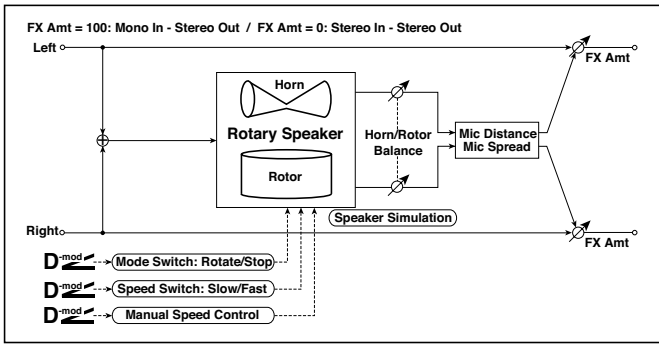 FX Amt = 100: Mono In - Stereo Out / FX Amt = 0: Stereo In - Stereo Out
Left
FX Amt
Horn
Rotary Speaker
Horn/Rotor
Balance
Mic Distance
Mic Spread
Rotor
Speaker Simulation
Right
FX Amt
D-mod Mode Switch: Rotate/Stop
D-mod Speed Switch: Slow/Fast
D-mod Manual Speed Control